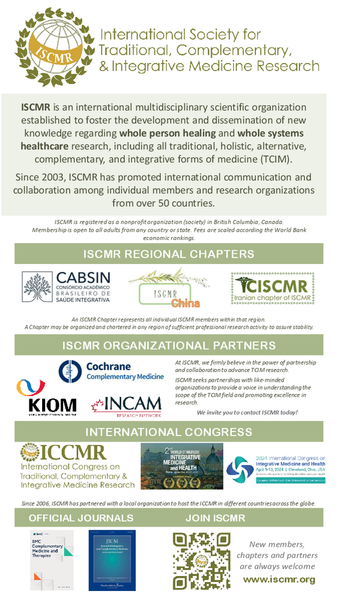 ISCMR
International Society for
Traditional, Complementary,
& Integrative Medicine Research
ISCMR is an international multidisciplinary scientific organization
established to foster the development and dissemination of new
knowledge regarding whole person healing and whole systems
healthcare research, including all traditional, holistic, alternative,
complementary, and integrative forms of medicine (TCIM).
Since 2003, ISCMR has promoted international communication and
collaboration among individual members and research organizations
from over 50 countries.
ISCMR is registered as a nonprofit organization (society) in British Columbia, Canada.
Membership is open to all adults from any country or state. Fees are scaled according the World Bank
economic rankings.
ISCMR REGIONAL CHAPTERS
CABSIN
CONSÓRCIO ACADÊMICO
BRASILEIRO DE
SAÚDE INTEGRATIVA
ISCMR
China
CISCMR
Iranian chapter of ISCMR
An ISCMR Chapter represents all individual ISCMR members within that region.
A Chapter may be organized and chartered in any region of sufficient professional research activity to assure stability.
ISCMR ORGANIZATIONAL PARTNERS
Cochrane
Complementary Medicine
KIOM
INCAM
RESEARCH NETWORK
At ISCMR, we firmly believe in the power of partnership
and collaboration to advance TCIM research.
ISCMR seeks partnerships with like-minded
organizations to provide a voice in understanding the
scope of the TCIM field and promoting excellence in
research.
We invite you to contact ISCMR today!
INTERNATIONAL CONGRESS
ICCMR
International Congress on
Traditional, Complementary &
Integrative Medicine Research
INTEGRATIVE
MEDICINE
and HEALTH
2024 International Congress on
Integrative Medicine and Health
April 9-13, 2024 | Cleveland, Ohio, USA
Since 2006, ISCMR has partnered with a local organization to host the ICCMR in different countries across the globe
OFFICIAL JOURNALS
JOIN ISCMR
BMC
Complementary
Medicine and
Therapies
JICM
New members,
chapters and partners
are always welcome
www.iscmr.org